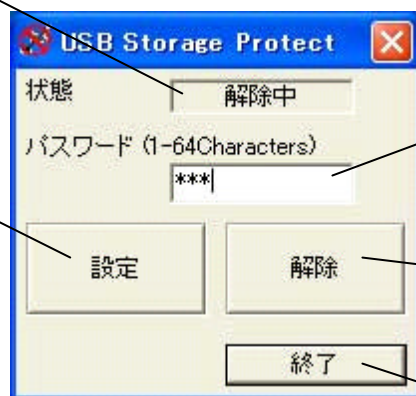 USB Storage Protect
状態 解除中
パスワード (1-64Characters)
***
設定 解除
終了